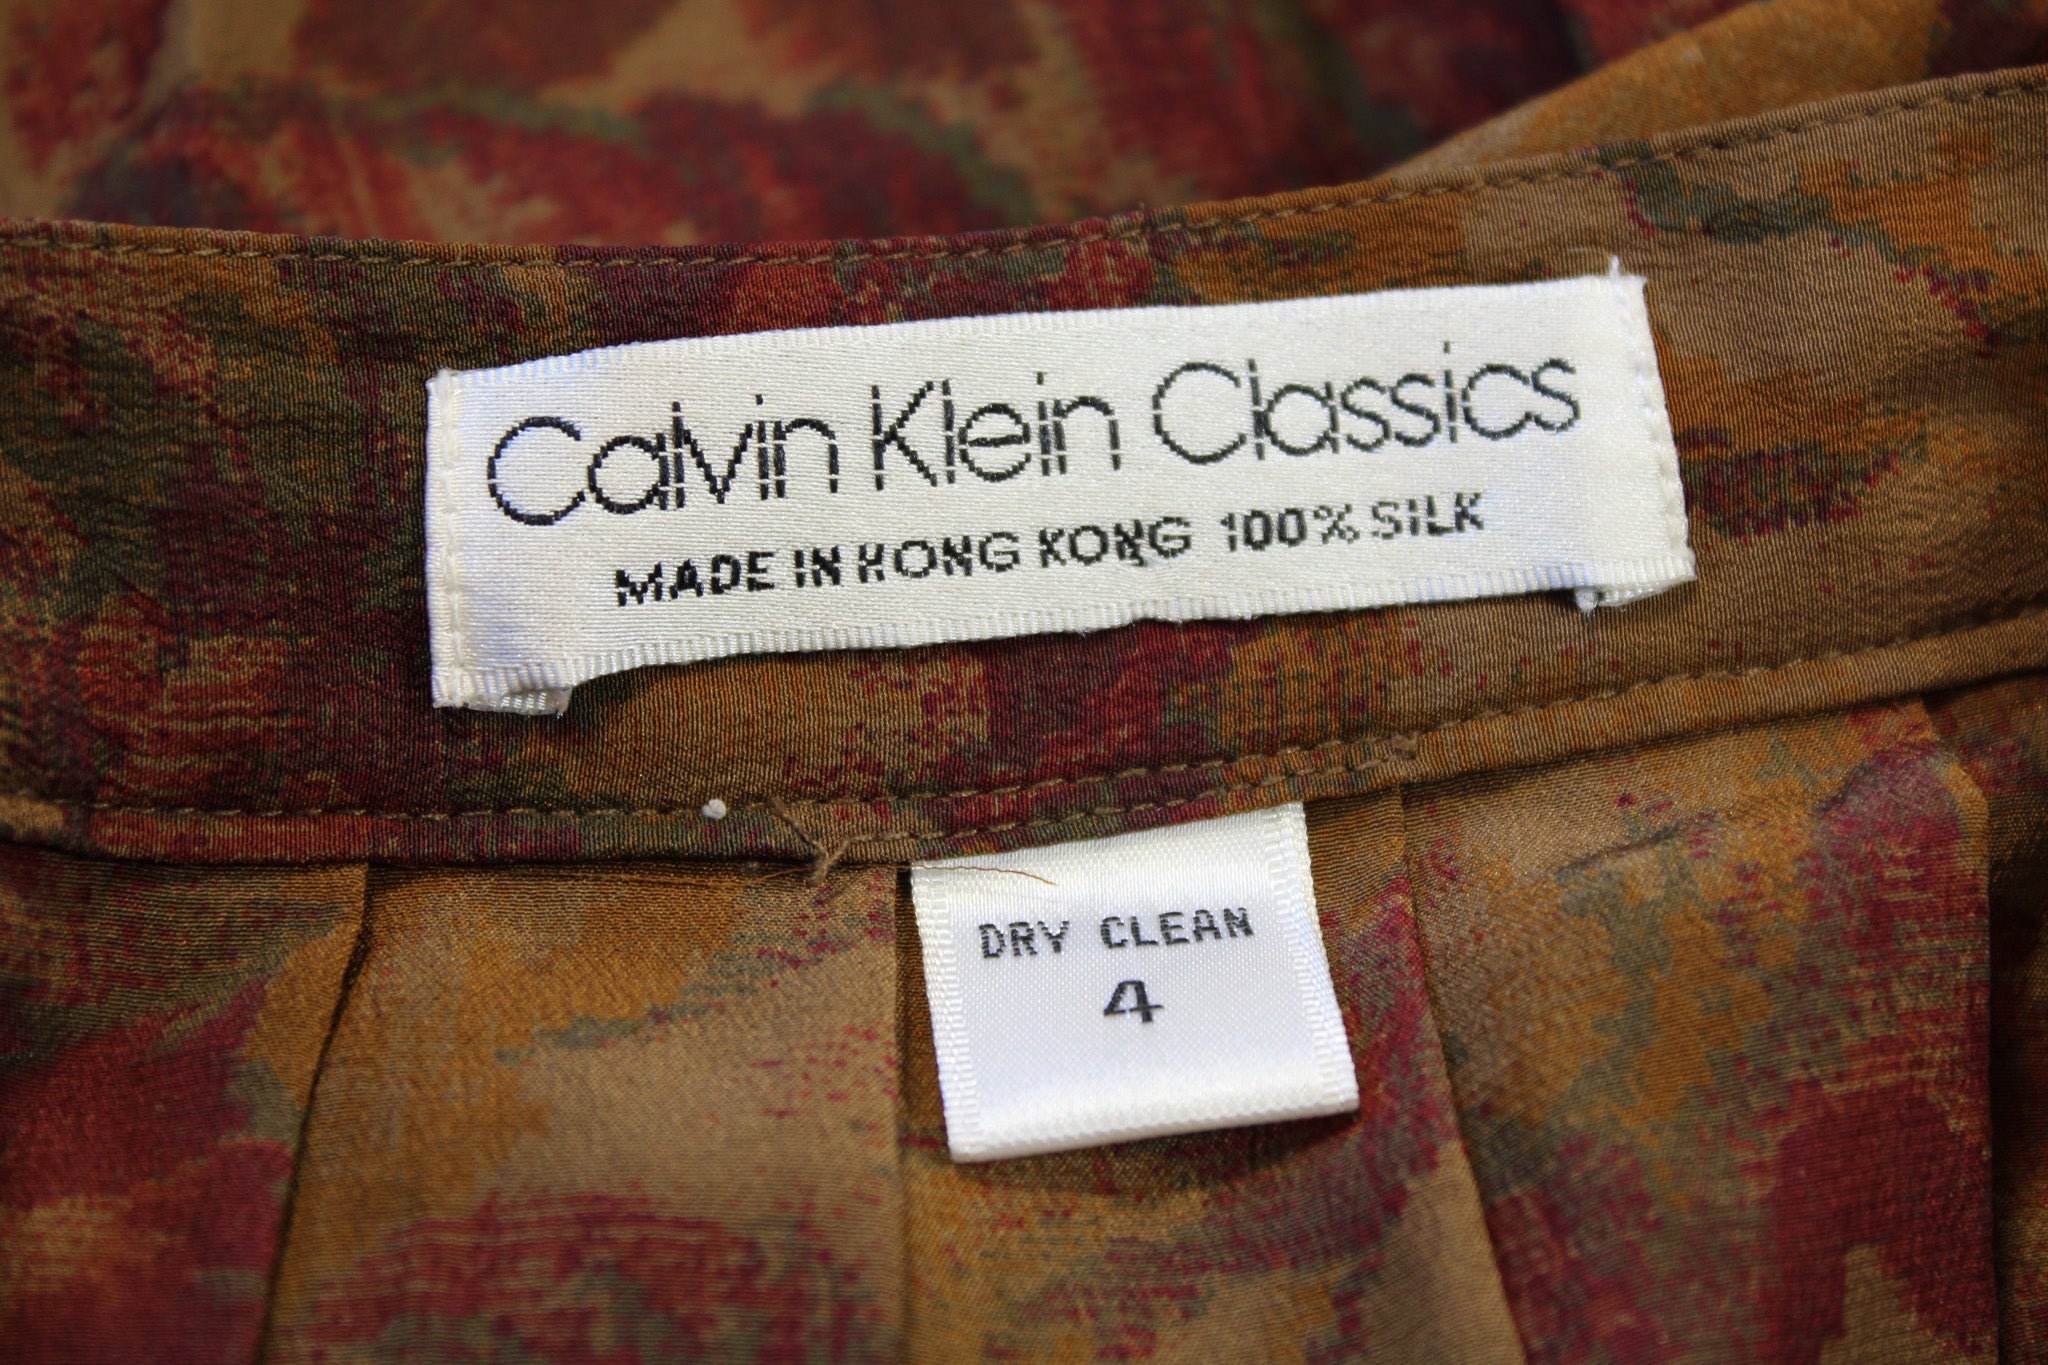 Calvin Klein Classics
MADE IN HONG KONG 100% SILK
DRY CLEAN
4